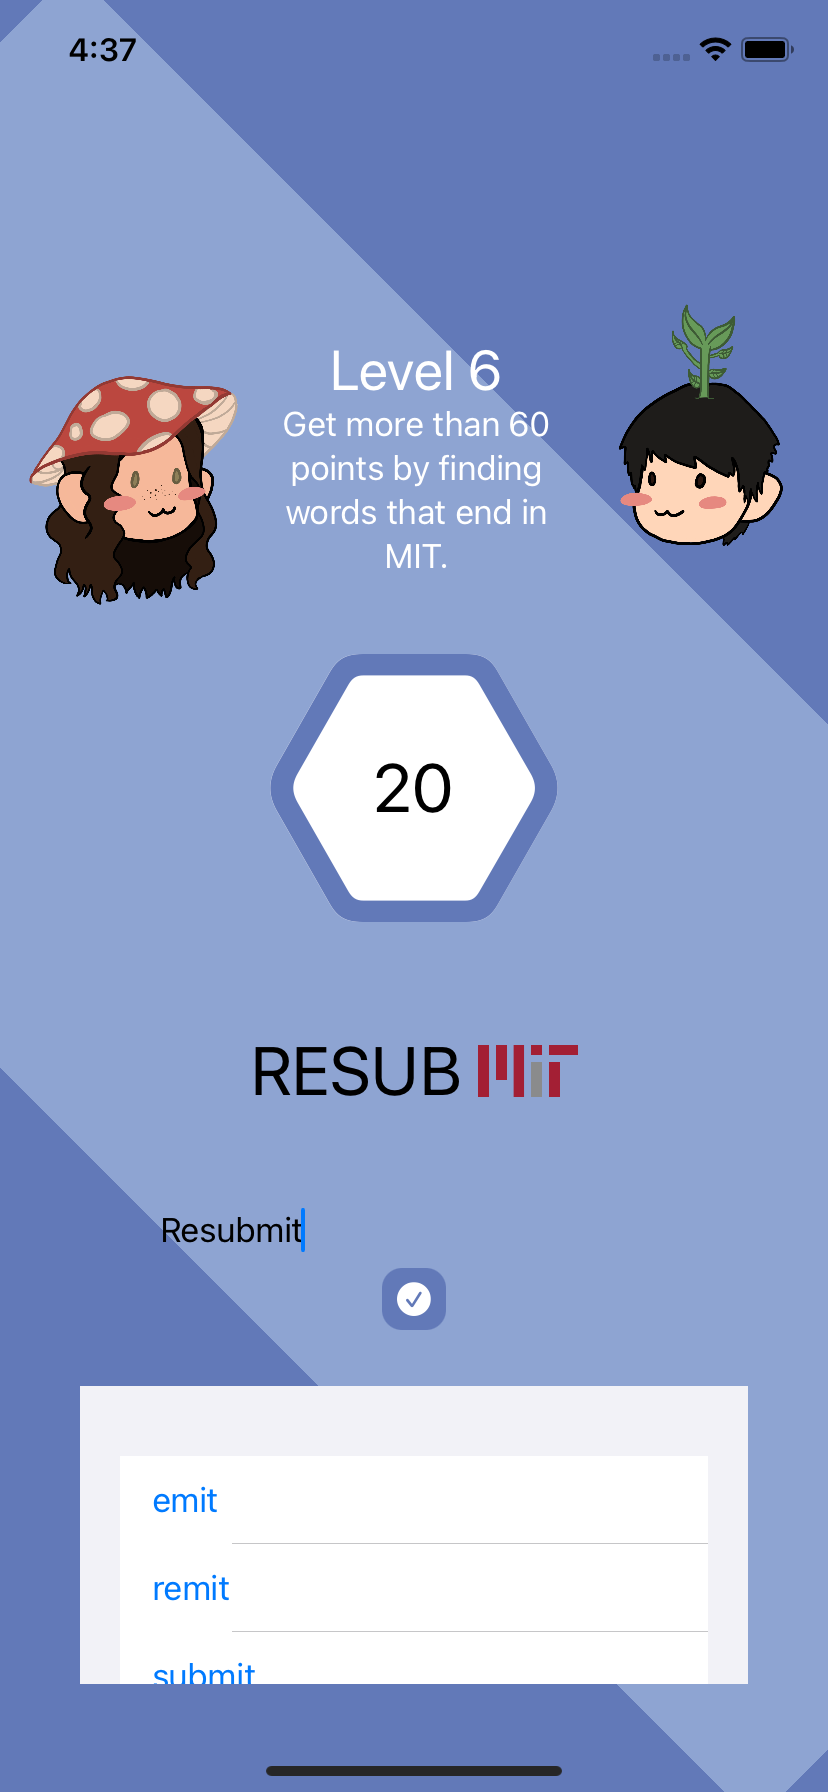 4:37
Level 6
Get more than 60
points by finding
words that end in
MIT.
20
RESUB MIT
Resubmit
emit
remit
submit